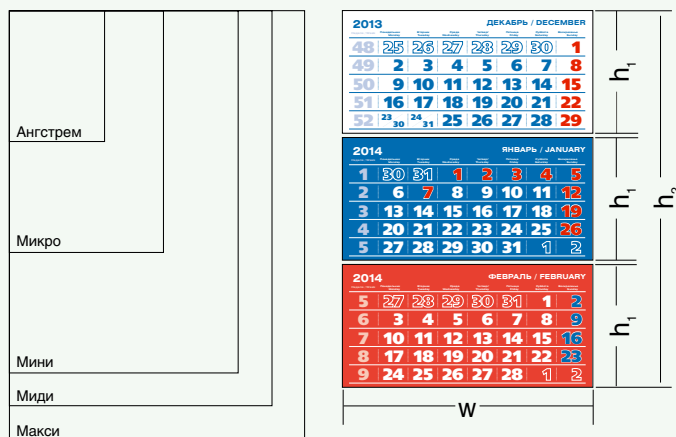 Ангстрем
Микро
Мини
Миди
Макси
2013 ДЕКАБРЬ / DECEMBER
48 25 26 27 28 29 30 1
49 2 3 4 5 6 7 8
50 9 10 11 12 13 14 15
51 16 17 18 19 20 21 22
52 23 30 24 31 25 26 27 28 29
2014 ЯНВАРЬ / JANUARY
1 30 31 1 2 3 4 5
2 6 7 8 9 10 11 12
3 13 14 15 16 17 18 19
4 20 21 22 23 24 25 26
5 27 28 29 30 31 1 2
2014 ФЕВРАЛЬ / FEBRUARY
5 27 28 29 30 31 1 2
6 3 4 5 6 7 8 9
7 10 11 12 13 14 15 16
8 17 18 19 20 21 22 23
9 24 25 26 27 28 1 2
h1
h1
h1
h2
w